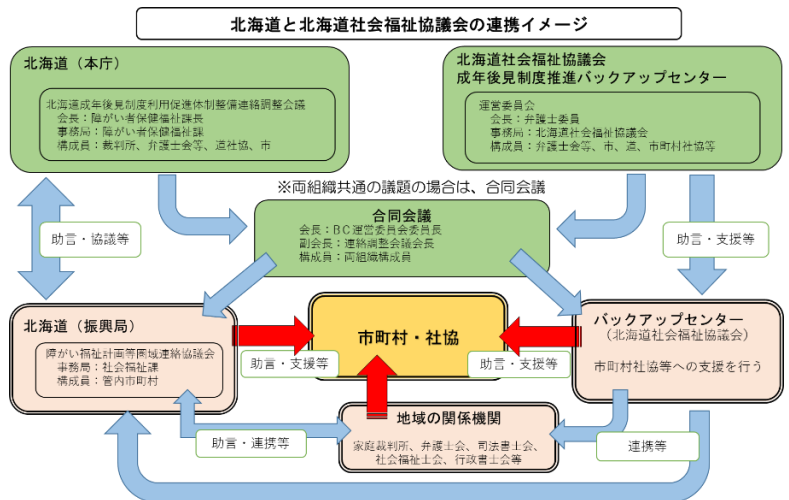 北海道と北海道社会福祉協議会の連携イメージ
北海道（本庁）
北海道成年後見制度利用促進体制整備連絡調整会議
会長：障がい者保健福祉課長
事務局：障がい者保健福祉課
構成員：裁判所、弁護士会等、道社協、市
北海道社会福祉協議会
成年後見制度推進バックアップセンター
運営委員会
会長：弁護士委員
事務局：北海道社会福祉協議会
構成員：弁護士会等、市、道、市町村社協等
※両組織共通の議題の場合は、合同会議
合同会議
会長：ＢＣ運営委員会委員長
副会長：連絡調整会議会長
構成員：両組織構成員
助言・協議等
助言・支援等
北海道（振興局）
障がい福祉計画等圏域連絡協議会
事務局：社会福祉課
構成員：管内市町村
市町村・社協
バックアップセンター
（北海道社会福祉協議会）
市町村社協等への支援を行う
助言・支援等
助言・支援等
地域の関係機関
家庭裁判所、弁護士会、司法書士会、
社会福祉士会、行政書士会等
助言・連携等
連携等